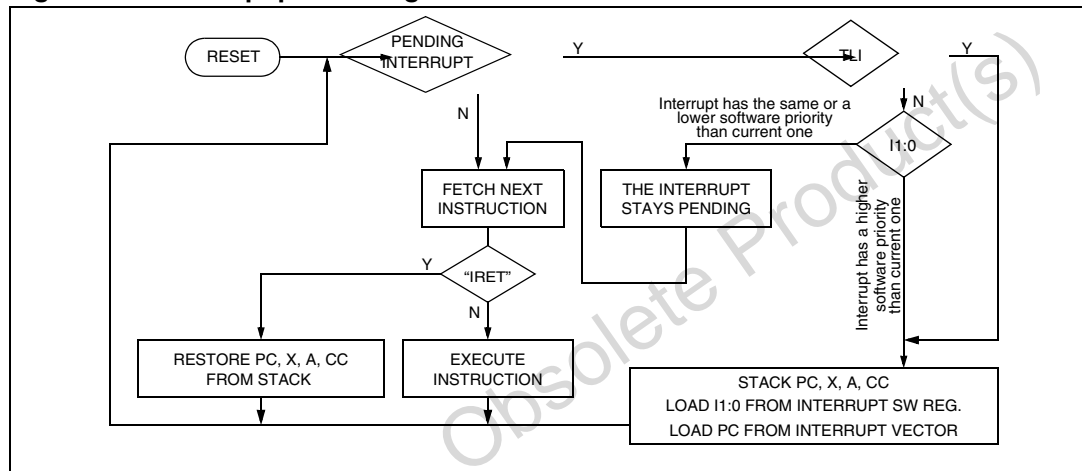 RESET
PENDING
INTERRUPT
Y
TLI
Y
N
Interrupt has the same or a
lower software priority
than current one
N
I1:0
FETCH NEXT
INSTRUCTION
THE INTERRUPT
STAYS PENDING
Interrupt has a higher
software priority
than current one
Y
“IRET”
N
RESTORE PC, X, A, CC
FROM STACK
EXECUTE
INSTRUCTION
STACK PC, X, A, CC
LOAD I1:0 FROM INTERRUPT SW REG.
LOAD PC FROM INTERRUPT VECTOR
Obsolete Product(s)